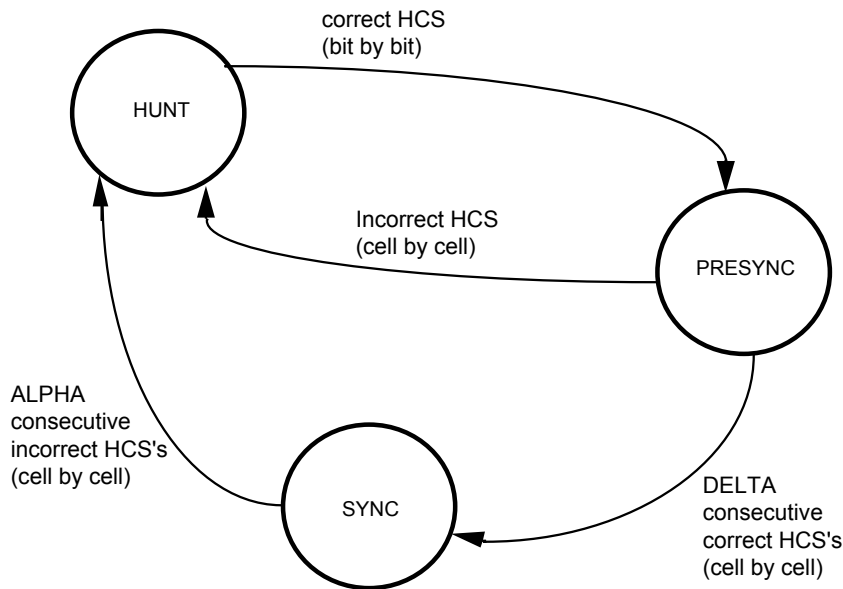 correct HCS
(bit by bit)
HUNT
Incorrect HCS
(cell by cell)
PRESYNC
ALPHA
consecutive
incorrect HCS's
(cell by cell)
SYNC
DELTA
consecutive
correct HCS's
(cell by cell)